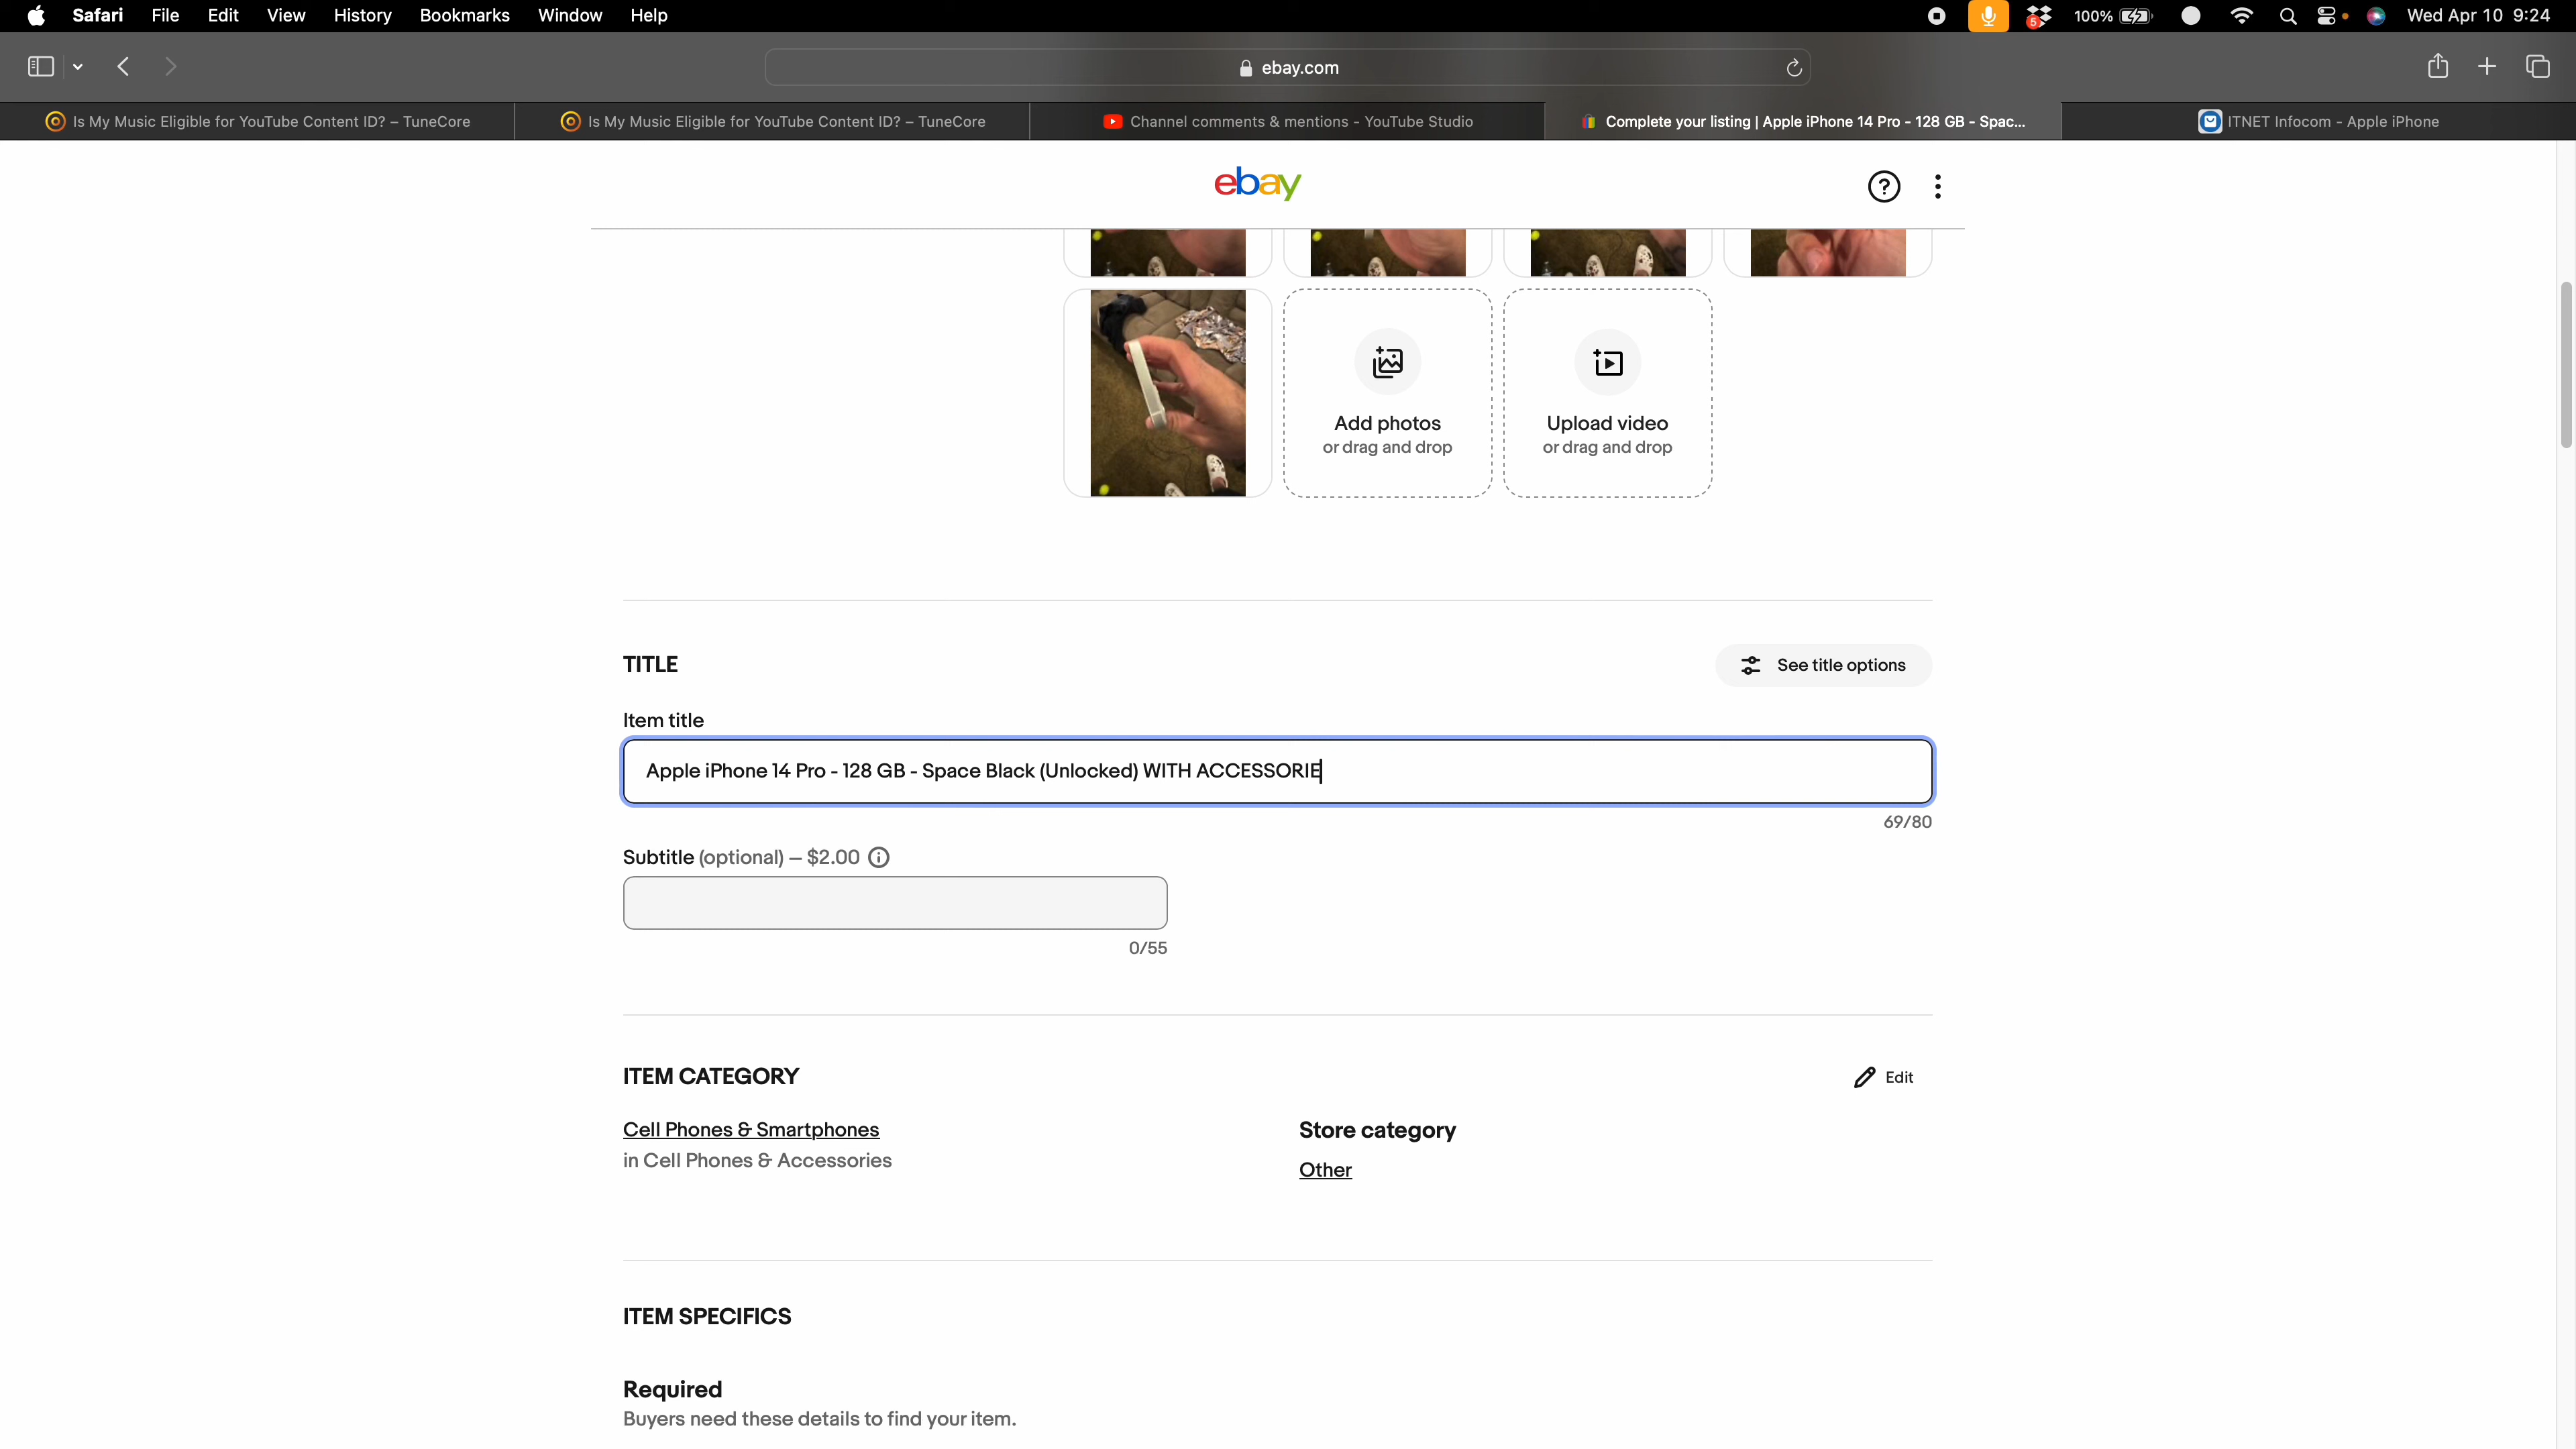 Safari File Edit View History Bookmarks Window Help 5 100% Wed Apr 10 9:24
ebay.com
Is My Music Eligible for YouTube Content ID? – TuneCore
Is My Music Eligible for YouTube Content ID? – TuneCore
Channel comments & mentions - YouTube Studio
Complete your listing | Apple iPhone 14 Pro - 128 GB - Spac...
ITNET Infocom - Apple iPhone
ebay
Add photos
or drag and drop
Upload video
or drag and drop
TITLE
See title options
Item title
Apple iPhone 14 Pro - 128 GB - Space Black (Unlocked) WITH ACCESSORIE
69/80
Subtitle (optional) – $2.00
0/55
ITEM CATEGORY
Edit
Cell Phones & Smartphones
in Cell Phones & Accessories
Store category
Other
ITEM SPECIFICS
Required
Buyers need these details to find your item.